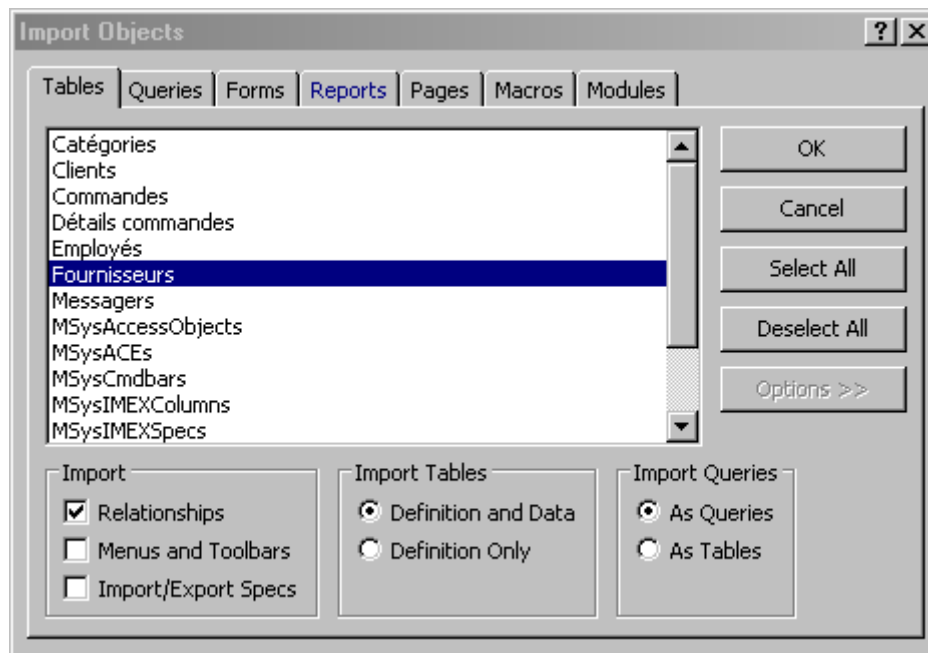 Import Objects
Tables Queries Forms Reports Pages Macros Modules
Catégories
Clients
Commandes
Détails commandes
Employés
Fournisseurs
Messagers
MSysAccessObjects
MSysACEs
MSysCmdbars
MSysIMEXColumns
MSysIMEXSpecs
OK
Cancel
Select All
Deselect All
Options >>
Import
Relationships
Menus and Toolbars
Import/Export Specs
Import Tables
Definition and Data
Definition Only
Import Queries
As Queries
As Tables